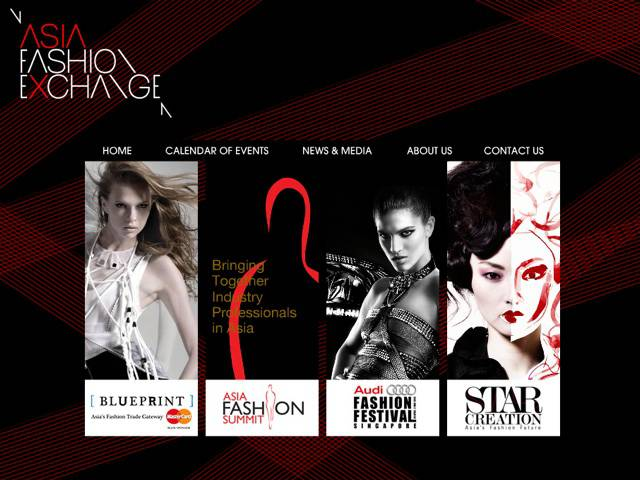 ASIA
FASHION
EXCHANGE
HOME
CALENDAR OF EVENTS
NEWS & MEDIA
ABOUT US
CONTACT US
Bringing
Together
Industry
Professionals
in Asia
[ BLUEPRINT ]
Asia's Fashion Trade Gateway
MasterCard
ASIA
FASHION
SUMMIT
Audi
FASHION
FESTIVAL
SINGAPORE
STAR
CREATION
Asia's Fashion Future